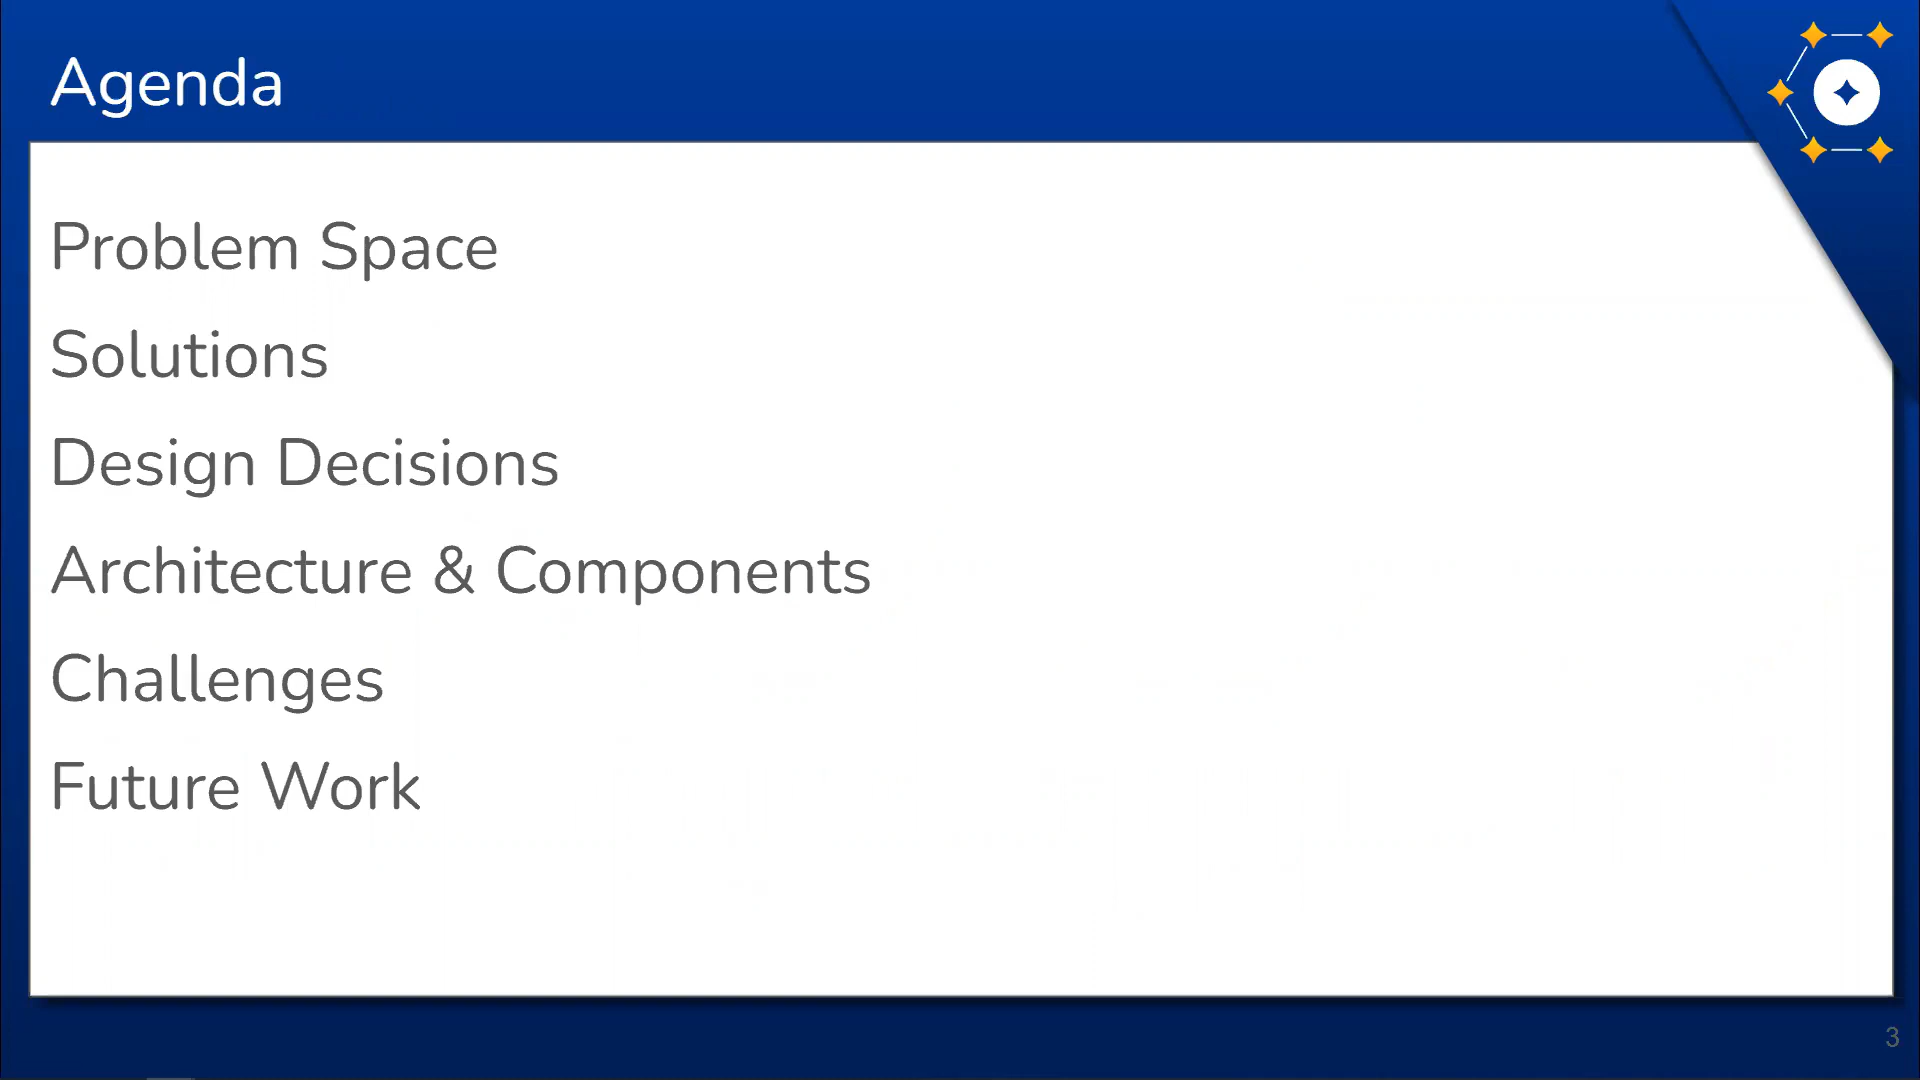 Agenda
Problem Space
Solutions
Design Decisions
Architecture & Components
Challenges
Future Work
3